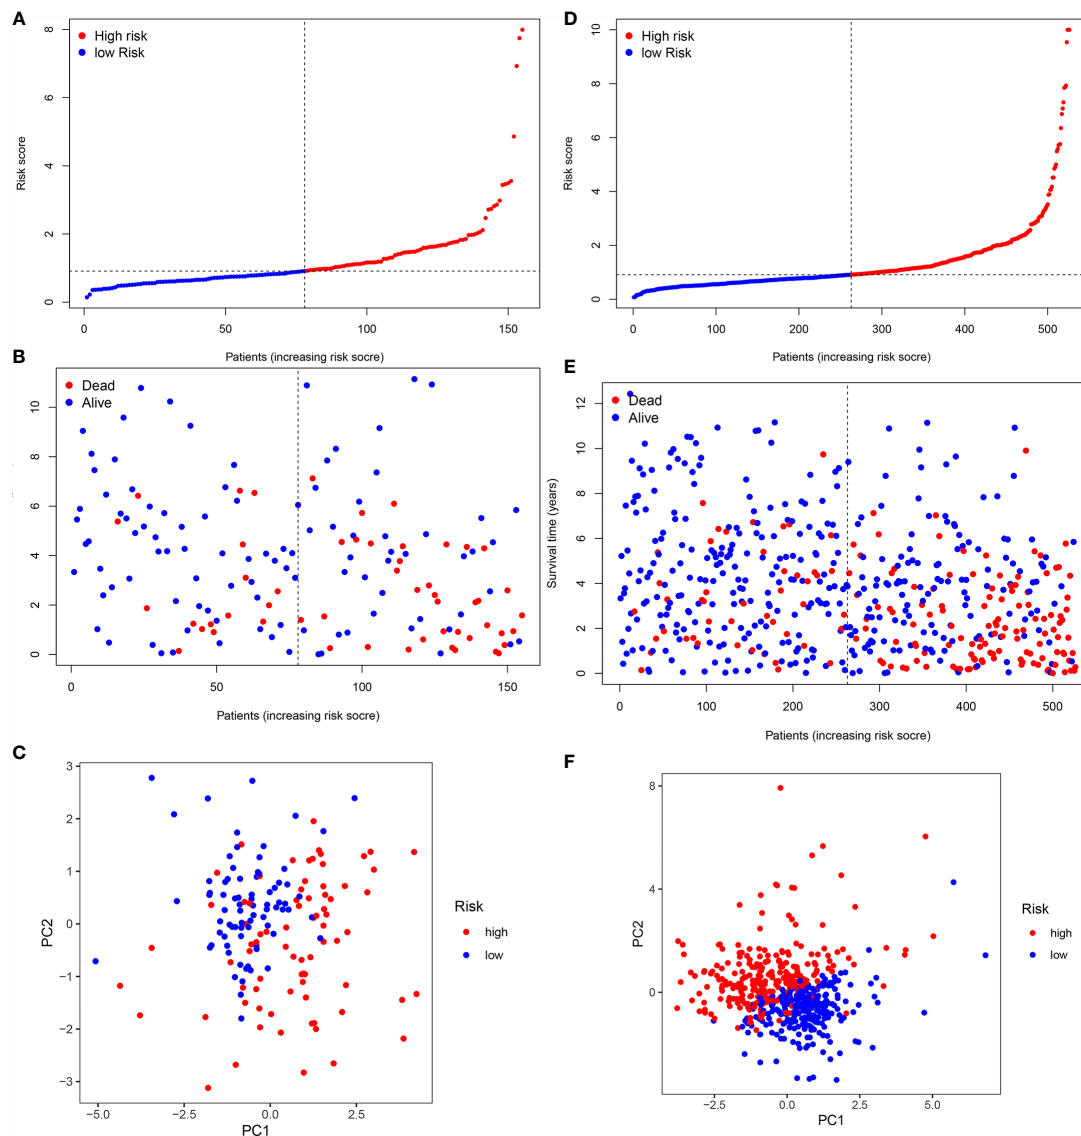 A
High risk
low Risk
Risk score
8
6
4
2
0
0
50
100
150
Patients (increasing risk socre)
D
High risk
low Risk
Risk score
10
8
6
4
2
0
0
100
200
300
400
500
Patients (increasing risk socre)
B
Dead
Alive
10
8
6
4
2
0
0
50
100
150
Patients (increasing risk socre)
E
Dead
Alive
Survival time (years)
12
10
8
6
4
2
0
0
100
200
300
400
500
Patients (increasing risk socre)
C
PC2
3
2
1
0
−1
−2
−3
−5.0
−2.5
0.0
2.5
PC1
Risk
high
low
F
PC2
8
4
0
−2.5
0.0
2.5
5.0
PC1
Risk
high
low